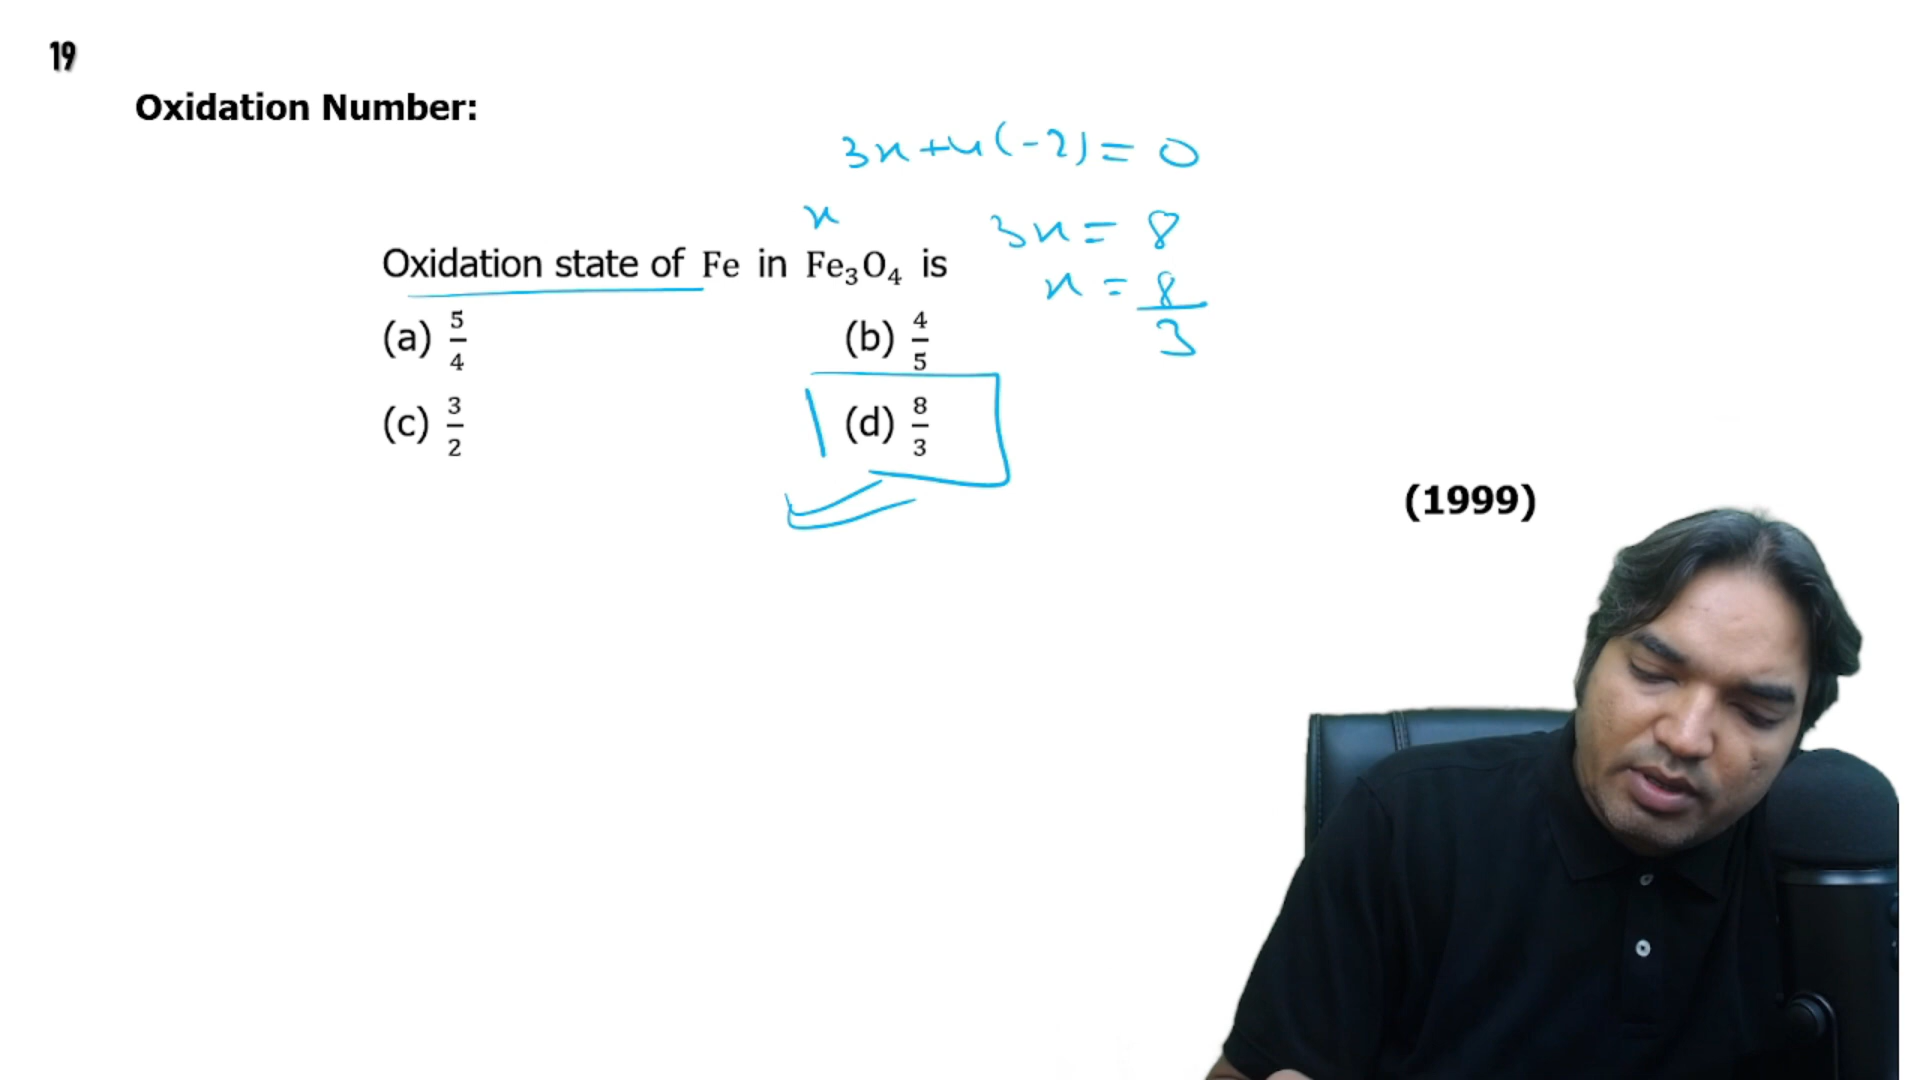 19
Oxidation Number:
3x+4(-2)=0
x
3x = 8
Oxidation state of Fe in Fe₃O₄ is
x = 8/3
(a) 5/4 (b) 4/5
(c) 3/2 (d) 8/3
(1999)